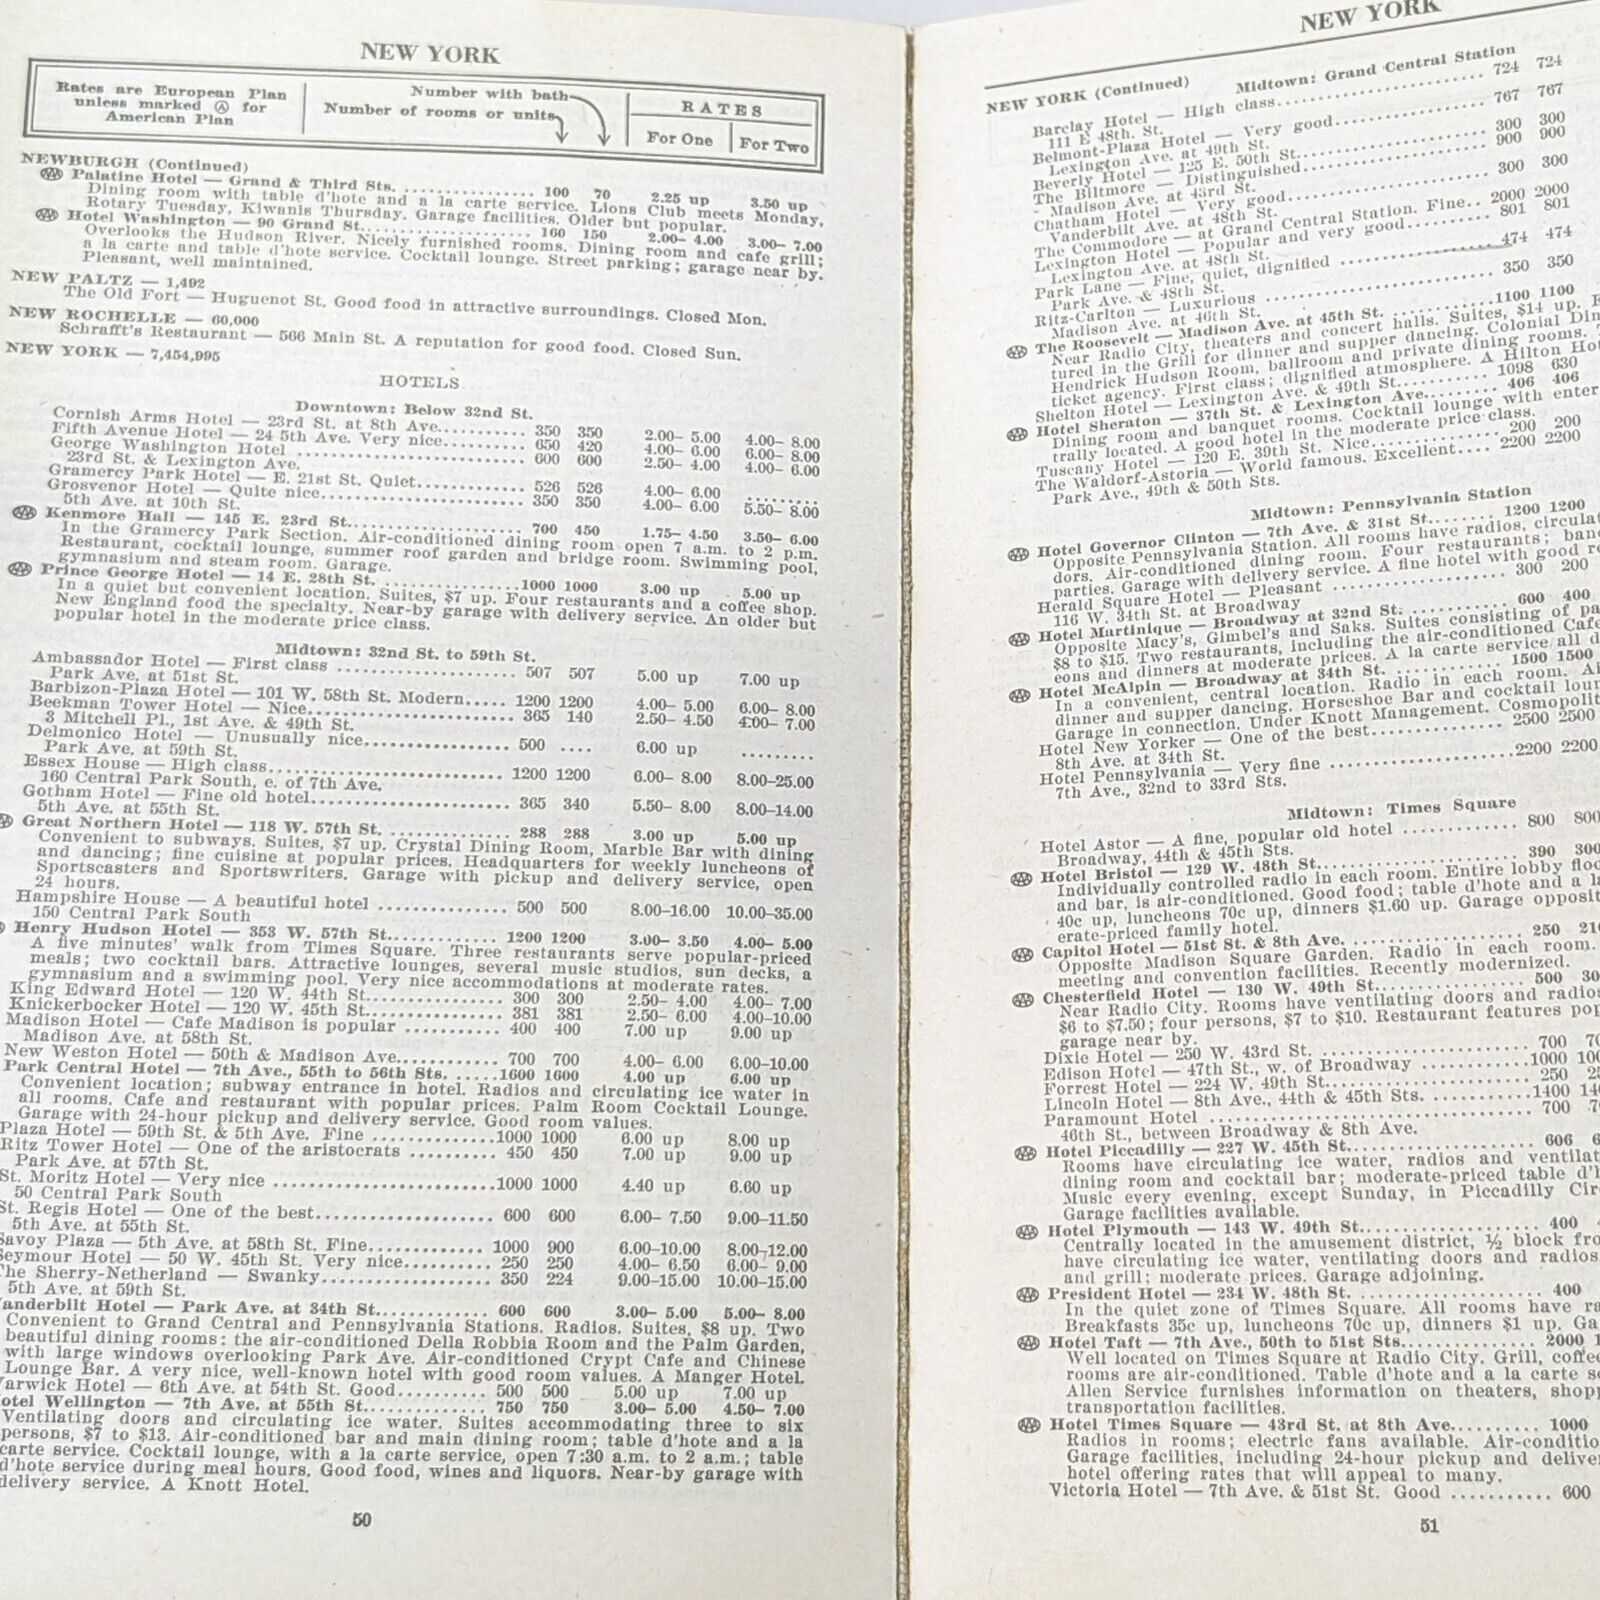 NEW YORK
Rates are European Plan
unless marked Ⓐ for
American Plan
Number with bath
Number of rooms or units
RATES
For One For Two
NEWBURGH (Continued)
Palatine Hotel — Grand & Third Sts. ................ 100 70 2.25 up 3.50 up
Dining room with table d'hote and a la carte service. Lions Club meets Monday,
Rotary Tuesday, Kiwanis Thursday. Garage facilities. Older but popular.
Hotel Washington — 90 Grand St..................... 160 150 2.00– 4.00 3.00– 7.00
Overlooks the Hudson River. Nicely furnished rooms. Dining room and cafe grill;
a la carte and table d'hote service. Cocktail lounge. Street parking; garage near by.
Pleasant, well maintained.
NEW PALTZ — 1,492
The Old Fort — Huguenot St. Good food in attractive surroundings. Closed Mon.
NEW ROCHELLE — 60,000
Schrafft's Restaurant — 566 Main St. A reputation for good food. Closed Sun.
NEW YORK — 7,454,995
HOTELS
Downtown: Below 32nd St.
Cornish Arms Hotel — 23rd St. at 8th Ave........... 350 350 2.00– 5.00 4.00– 8.00
Fifth Avenue Hotel — 24 5th Ave. Very nice......... 650 420 4.00– 6.00 6.00– 8.00
George Washington Hotel ........................ 600 600 2.50– 4.00 4.00– 6.00
23rd St. & Lexington Ave.
Gramercy Park Hotel — E. 21st St. Quiet............ 526 526 4.00– 6.00 .........
Grosvenor Hotel — Quite nice....................... 350 350 4.00– 6.00 5.50– 8.00
5th Ave. at 10th St.
Kenmore Hall — 145 E. 23rd St...................... 700 450 1.75– 4.50 3.50– 6.00
In the Gramercy Park Section. Air-conditioned dining room open 7 a.m. to 2 p.m.
Restaurant, cocktail lounge, summer roof garden and bridge room. Swimming pool,
gymnasium and steam room. Garage.
Prince George Hotel — 14 E. 28th St. ..............1000 1000 3.00 up 5.00 up
In a quiet but convenient location. Suites, $7 up. Four restaurants and a coffee shop.
New England food the specialty. Near-by garage with delivery service. An older but
popular hotel in the moderate price class.
Midtown: 32nd St. to 59th St.
Ambassador Hotel — First class .................... 507 507 5.00 up 7.00 up
Park Ave. at 51st St.
Barbizon-Plaza Hotel — 101 W. 58th St. Modern..... 1200 1200 4.00– 5.00 6.00– 8.00
Beekman Tower Hotel — Nice........................ 365 140 2.50– 4.50 4.00– 7.00
3 Mitchell Pl., 1st Ave. & 49th St.
Delmonico Hotel — Unusually nice.................. 500 .... 6.00 up .........
Park Ave. at 59th St.
Essex House — High class.......................... 1200 1200 6.00– 8.00 8.00-25.00
160 Central Park South, e. of 7th Ave.
Gotham Hotel — Fine old hotel..................... 365 340 5.50– 8.00 8.00-14.00
5th Ave. at 55th St.
Great Northern Hotel — 118 W. 57th St. ............ 288 288 3.00 up 5.00 up
Convenient to subways. Suites, $7 up. Crystal Dining Room, Marble Bar with dining
and dancing; fine cuisine at popular prices. Headquarters for weekly luncheons of
Sportscasters and Sportswriters. Garage with pickup and delivery service, open
24 hours.
Hampshire House — A beautiful hotel ............... 500 500 8.00-16.00 10.00–35.00
150 Central Park South
Henry Hudson Hotel — 353 W. 57th St............. 1200 1200 3.00– 3.50 4.00– 5.00
A five minutes' walk from Times Square. Three restaurants serve popular-priced
meals; two cocktail bars. Attractive lounges, several music studios, sun decks, a
gymnasium and a swimming pool. Very nice accommodations at moderate rates.
King Edward Hotel — 120 W. 44th St................ 300 300 2.50– 4.00 4.00– 7.00
Knickerbocker Hotel — 120 W. 45th St.............. 381 381 2.50– 6.00 4.00-10.00
Madison Hotel — Cafe Madison is popular ........... 400 400 7.00 up 9.00 up
Madison Ave. at 58th St.
New Weston Hotel — 50th & Madison Ave............. 700 700 4.00– 6.00 6.00-10.00
Park Central Hotel — 7th Ave., 55th to 56th Sts. .....1600 1600 4.00 up 6.00 up
Convenient location; subway entrance in hotel. Radios and circulating ice water in
all rooms. Cafe and restaurant with popular prices. Palm Room Cocktail Lounge.
Garage with 24-hour pickup and delivery service. Good room values.
Plaza Hotel — 59th St. & 5th Ave. Fine ............1000 1000 6.00 up 8.00 up
Ritz Tower Hotel — One of the aristocrats .......... 450 450 7.00 up 9.00 up
Park Ave. at 57th St.
St. Moritz Hotel — Very nice ......................1000 1000 4.40 up 6.60 up
50 Central Park South
St. Regis Hotel — One of the best.................. 600 600 6.00– 7.50 9.00-11.50
5th Ave. at 55th St.
Savoy Plaza — 5th Ave. at 58th St. Fine............ 1000 900 6.00-10.00 8.00-12.00
Seymour Hotel — 50 W. 45th St. Very nice.......... 250 250 4.00– 6.50 6.00– 9.00
The Sherry-Netherland — Swanky................... 350 224 9.00-15.00 10.00-15.00
5th Ave. at 59th St.
Vanderbilt Hotel — Park Ave. at 34th St............ 600 600 3.00– 5.00 5.00– 8.00
Convenient to Grand Central and Pennsylvania Stations. Radios. Suites, $8 up. Two
beautiful dining rooms: the air-conditioned Della Robbia Room and the Palm Garden,
with large windows overlooking Park Ave. Air-conditioned Crypt Cafe and Chinese
Lounge Bar. A very nice, well-known hotel with good room values. A Manger Hotel.
Warwick Hotel — 6th Ave. at 54th St. Good.......... 500 500 5.00 up 7.00 up
Hotel Wellington — 7th Ave. at 55th St.............. 750 750 3.00– 5.00 4.50– 7.00
Ventilating doors and circulating ice water. Suites accommodating three to six
persons, $7 to $13. Air-conditioned bar and main dining room; table d'hote and a la
carte service. Cocktail lounge, with a la carte service, open 7:30 a.m. to 2 a.m.; table
d'hote service during meal hours. Good food, wines and liquors. Near-by garage with
delivery service. A Knott Hotel.
50
NEW YORK
NEW YORK (Continued) Midtown: Grand Central Station
Barclay Hotel — High class......................... 724 724
111 E 48th. St.
Belmont-Plaza Hotel — Very good.................. 767 767
Lexington Ave. at 49th St.
Beverly Hotel — 125 E. 50th St..................... 300 300
The Biltmore — Distinguished...................... 900 900
Madison Ave. at 43rd St.
Chatham Hotel — Very good....................... 300 300
Vanderbilt Ave. at 48th St.
The Commodore — at Grand Central Station. Fine.. 2000 2000
Lexington Hotel — Popular and very good........... 801 801
Lexington Ave. at 48th St.
Park Lane — Fine, quiet, dignified ................. 474 474
Park Ave. & 48th St.
Ritz-Carlton — Luxurious .......................... 350 350
Madison Ave. at 46th St.
The Roosevelt — Madison Ave. at 45th St. ..........1100 1100
Near Radio City, theaters and concert halls. Suites, $14 up. F
tured in the Grill for dinner and supper dancing. Colonial Din
Hendrick Hudson Room, ballroom and private dining rooms.
ticket agency. First class; dignified atmosphere. A Hilton Hot
Shelton Hotel — Lexington Ave. & 49th St........... 1098 630
Hotel Sheraton — 37th St. & Lexington Ave.......... 406 406
Dining room and banquet rooms. Cocktail lounge with enter
trally located. A good hotel in the moderate price class.
Tuscany Hotel — 120 E. 39th St. Nice............... 200 200
The Waldorf-Astoria — World famous. Excellent.... 2200 2200
Park Ave., 49th & 50th Sts.
Midtown: Pennsylvania Station
Hotel Governor Clinton — 7th Ave. & 31st St........ 1200 1200
Opposite Pennsylvania Station. All rooms have radios, circulat
dors. Air-conditioned dining room. Four restaurants; banq
parties. Garage with delivery service. A fine hotel with good ro
Herald Square Hotel — Pleasant .................... 300 200
116 W. 34th St. at Broadway
Hotel Martinique — Broadway at 32nd St. ........... 600 400
Opposite Macy's, Gimbel's and Saks. Suites consisting of pa
$8 to $15. Two restaurants, including the air-conditioned Cafe
eons and dinners at moderate prices. A la carte service all d
Hotel McAlpin — Broadway at 34th St. ............. 1500 1500
In a convenient, central location. Radio in each room. Ai
dinner and supper dancing. Horseshoe Bar and cocktail loun
Garage in connection. Under Knott Management. Cosmopolit
Hotel New Yorker — One of the best............... 2500 2500
8th Ave. at 34th St.
Hotel Pennsylvania — Very fine ....................2200 2200
7th Ave., 32nd to 33rd Sts.
Midtown: Times Square
Hotel Astor — A fine, popular old hotel ............. 800 800
Broadway, 44th & 45th Sts.
Hotel Bristol — 129 W. 48th St...................... 390 300
Individually controlled radio in each room. Entire lobby floo
and bar, is air-conditioned. Good food; table d'hote and a la
40c up, luncheons 70c up, dinners $1.60 up. Garage opposit
erate-priced family hotel.
Capitol Hotel — 51st St. & 8th Ave. ................ 250 210
Opposite Madison Square Garden. Radio in each room.
meeting and convention facilities. Recently modernized.
Chesterfield Hotel — 130 W. 49th St................. 500 30
Near Radio City. Rooms have ventilating doors and radios
$6 to $7.50; four persons, $7 to $10. Restaurant features pop
garage near by.
Dixie Hotel — 250 W. 43rd St. ..................... 700 70
Edison Hotel — 47th St., w. of Broadway ............1000 100
Forrest Hotel — 224 W. 49th St..................... 250 25
Lincoln Hotel — 8th Ave., 44th & 45th Sts. ..........1400 140
Paramount Hotel ................................. 700 70
46th St., between Broadway & 8th Ave.
Hotel Piccadilly — 227 W. 45th St................... 606 6
Rooms have circulating ice water, radios and ventilat
dining room and cocktail bar; moderate-priced table d'h
Music every evening, except Sunday, in Piccadilly Cir
Garage facilities available.
Hotel Plymouth — 143 W. 49th St................... 400 4
Centrally located in the amusement district, ½ block fro
have circulating ice water, ventilating doors and radios
and grill; moderate prices. Garage adjoining.
President Hotel — 234 W. 48th St. .................. 400
In the quiet zone of Times Square. All rooms have ra
Breakfasts 35c up, luncheons 70c up, dinners $1 up. Ga
Hotel Taft — 7th Ave., 50th to 51st Sts............... 2000 1
Well located on Times Square at Radio City. Grill, coffee
rooms are air-conditioned. Table d'hote and a la carte se
Allen Service furnishes information on theaters, shopp
transportation facilities.
Hotel Times Square — 43rd St. at 8th Ave........... 1000
Radios in rooms; electric fans available. Air-conditio
Garage facilities, including 24-hour pickup and deliver
hotel offering rates that will appeal to many.
Victoria Hotel — 7th Ave. & 51st St. Good ........... 600
51